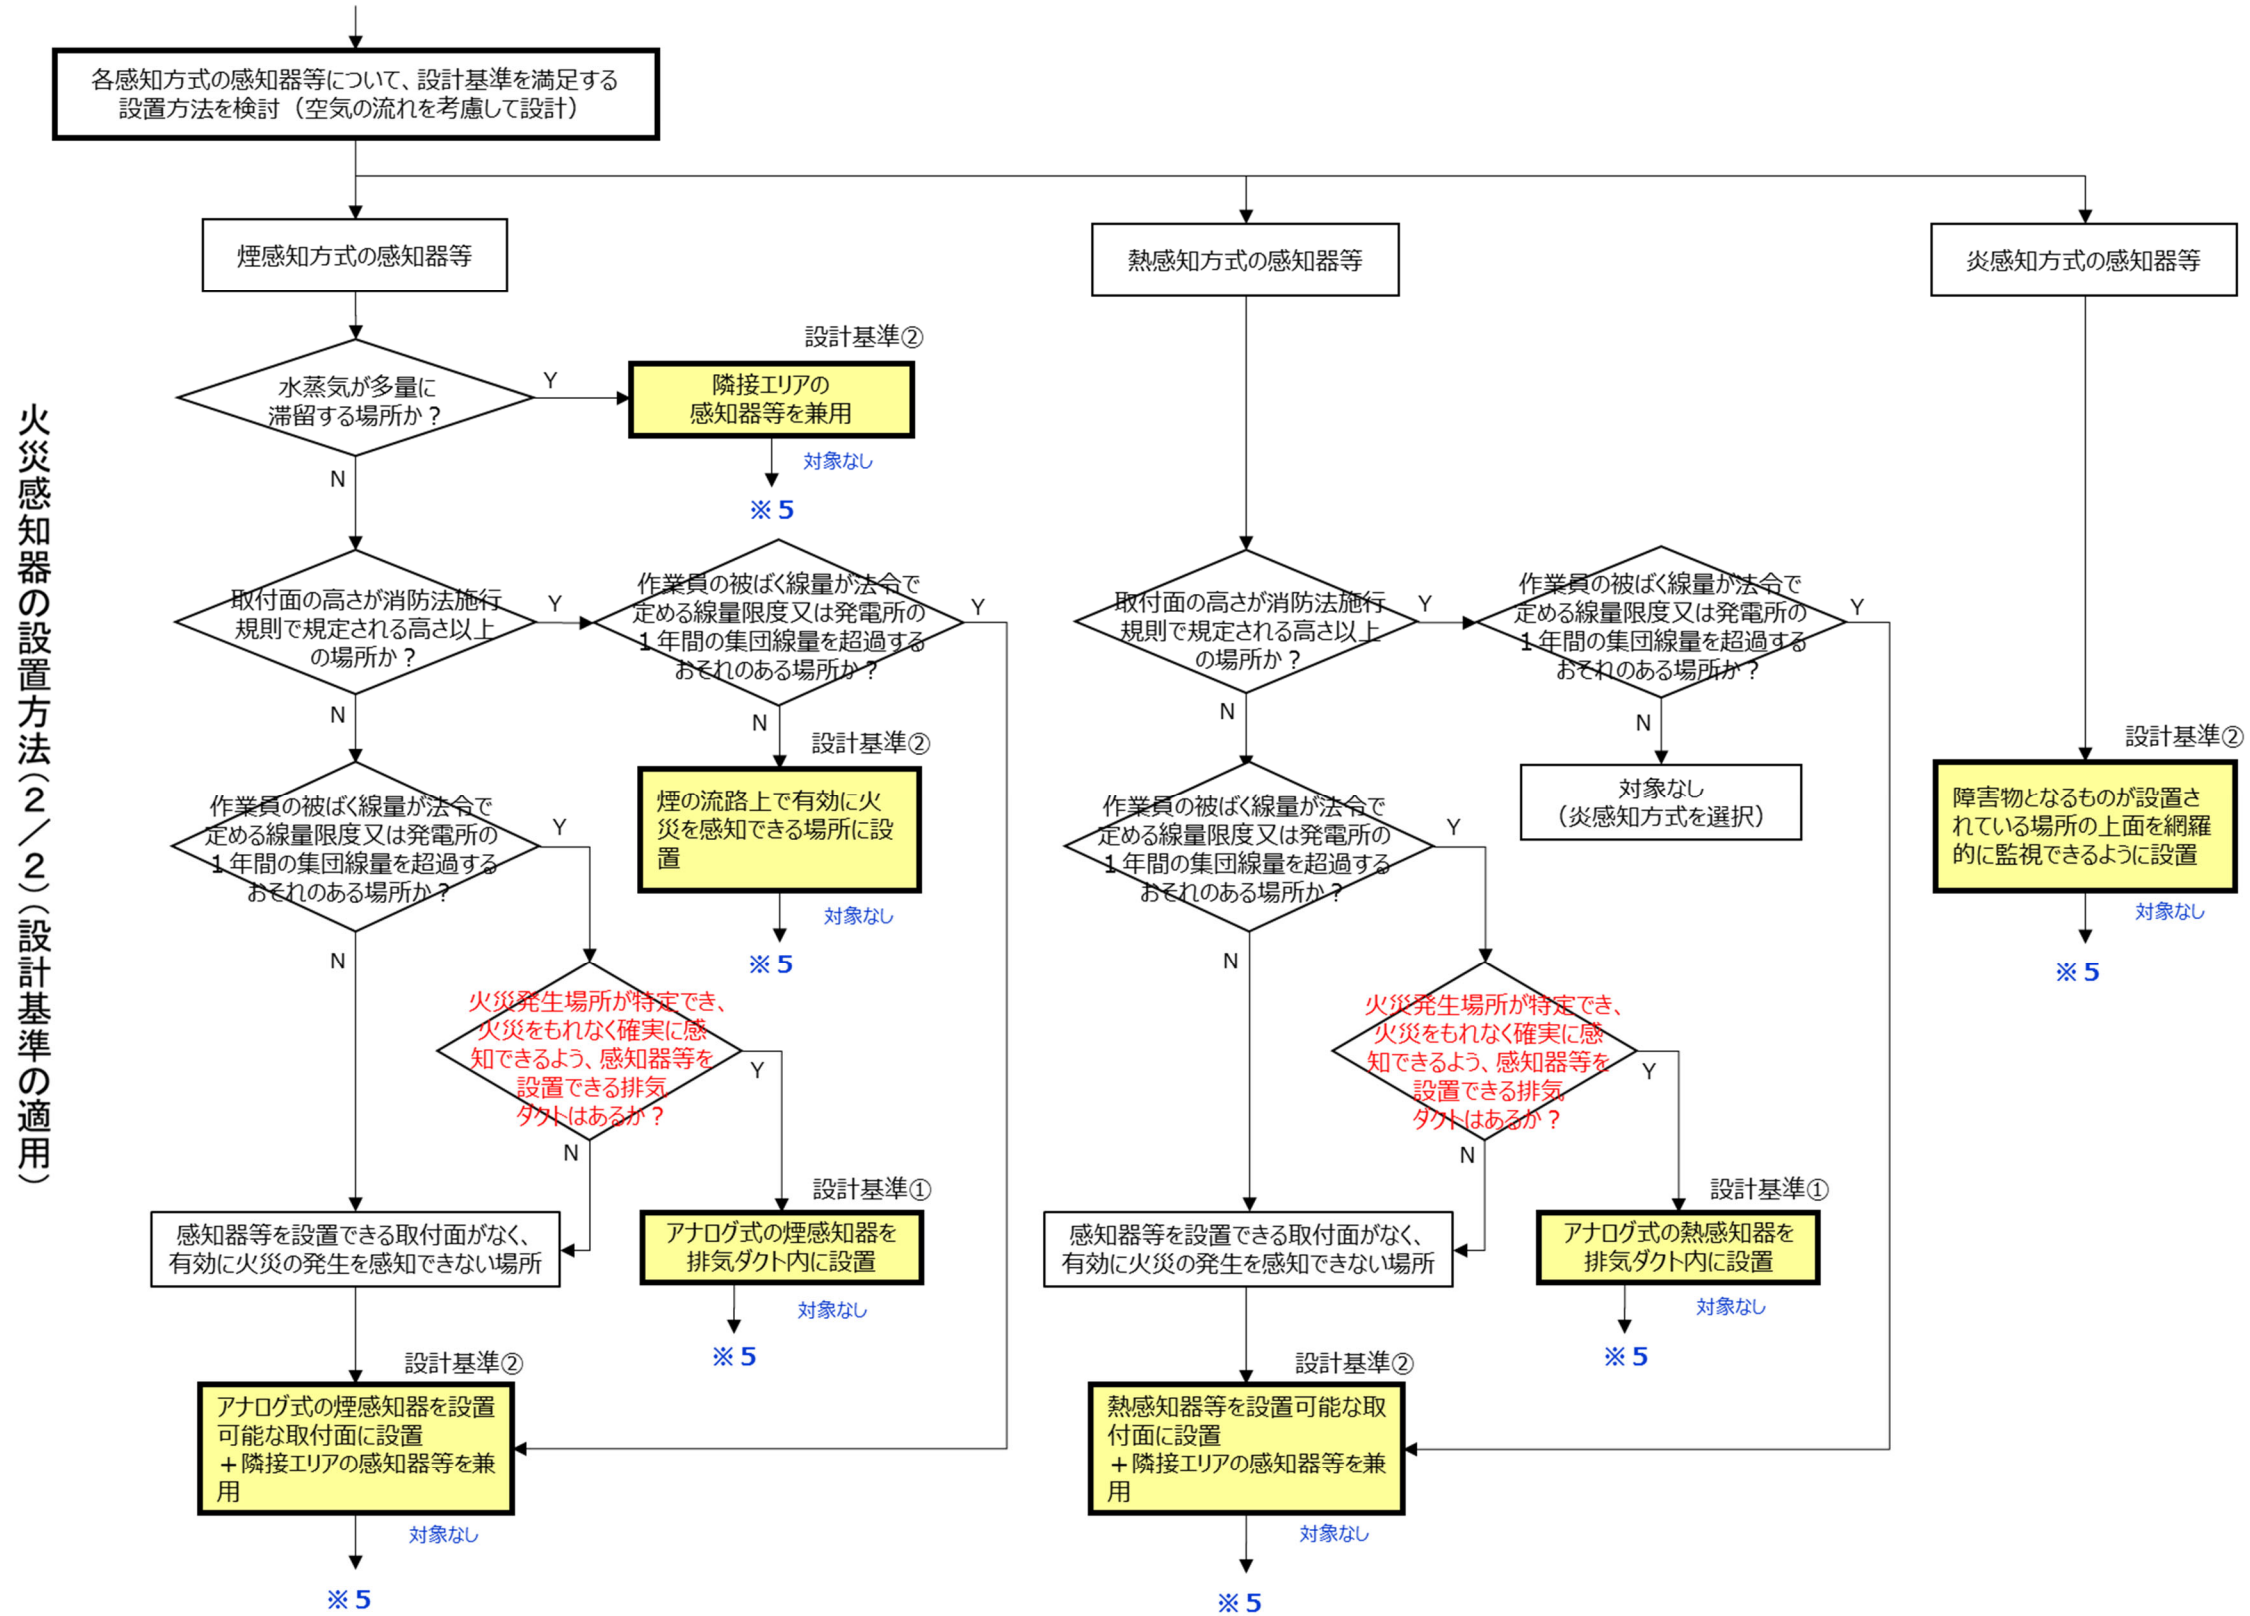 火災感知器の設置方法(2/2)(設計基準の適用)
各感知方式の感知器等について、設計基準を満足する
設置方法を検討（空気の流れを考慮して設計）
煙感知方式の感知器等
水蒸気が多量に
滞留する場所か？
Y
設計基準②
隣接エリアの
感知器等を兼用
対象なし
※５
N
取付面の高さが消防法施行
規則で規定される高さ以上
の場所か？
Y
作業員の被ばく線量が法令で
定める線量限度又は発電所の
１年間の集団線量を超過する
おそれのある場所か？
Y
N
設計基準②
煙の流路上で有効に火
災を感知できる場所に設
置
対象なし
※５
N
作業員の被ばく線量が法令で
定める線量限度又は発電所の
１年間の集団線量を超過する
おそれのある場所か？
Y
N
火災発生場所が特定でき、
火災をもれなく確実に感
知できるよう、感知器等を
設置できる排気
ダクトはあるか？
Y
N
設計基準①
アナログ式の煙感知器を
排気ダクト内に設置
対象なし
※５
感知器等を設置できる取付面がなく、
有効に火災の発生を感知できない場所
設計基準②
アナログ式の煙感知器を設置
可能な取付面に設置
＋隣接エリアの感知器等を兼
用
対象なし
※５
熱感知方式の感知器等
取付面の高さが消防法施行
規則で規定される高さ以上
の場所か？
Y
作業員の被ばく線量が法令で
定める線量限度又は発電所の
１年間の集団線量を超過する
おそれのある場所か？
Y
N
対象なし
（炎感知方式を選択）
N
作業員の被ばく線量が法令で
定める線量限度又は発電所の
１年間の集団線量を超過する
おそれのある場所か？
Y
N
火災発生場所が特定でき、
火災をもれなく確実に感
知できるよう、感知器等を
設置できる排気
ダクトはあるか？
Y
N
設計基準①
アナログ式の熱感知器を
排気ダクト内に設置
対象なし
※５
感知器等を設置できる取付面がなく、
有効に火災の発生を感知できない場所
設計基準②
熱感知器等を設置可能な取
付面に設置
＋隣接エリアの感知器等を兼
用
対象なし
※５
炎感知方式の感知器等
設計基準②
障害物となるものが設置さ
れている場所の上面を網羅
的に監視できるように設置
対象なし
※５